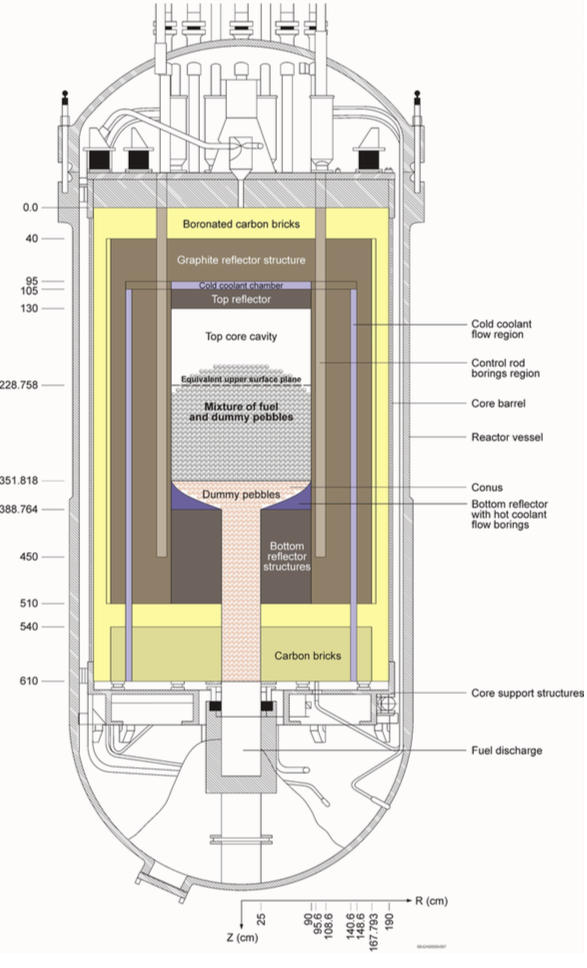 0.0
Boronated carbon bricks
40
Graphite reflector structure
95
Cold coolant chamber
105
Top reflector
130
Top core cavity
Cold coolant
flow region
Control rod
borings region
228.758
Equivalent upper surface plane
Core barrel
Mixture of fuel
and dummy pebbles
Reactor vessel
351.818
Conus
Dummy pebbles
388.764
Bottom reflector
with hot coolant
flow borings
450
Bottom
reflector
structures
510
540
Carbon bricks
610
Core support structures
Fuel discharge
R (cm)
25
90
95.6
108.6
140.6
148.6
167.793
190
Z (cm)